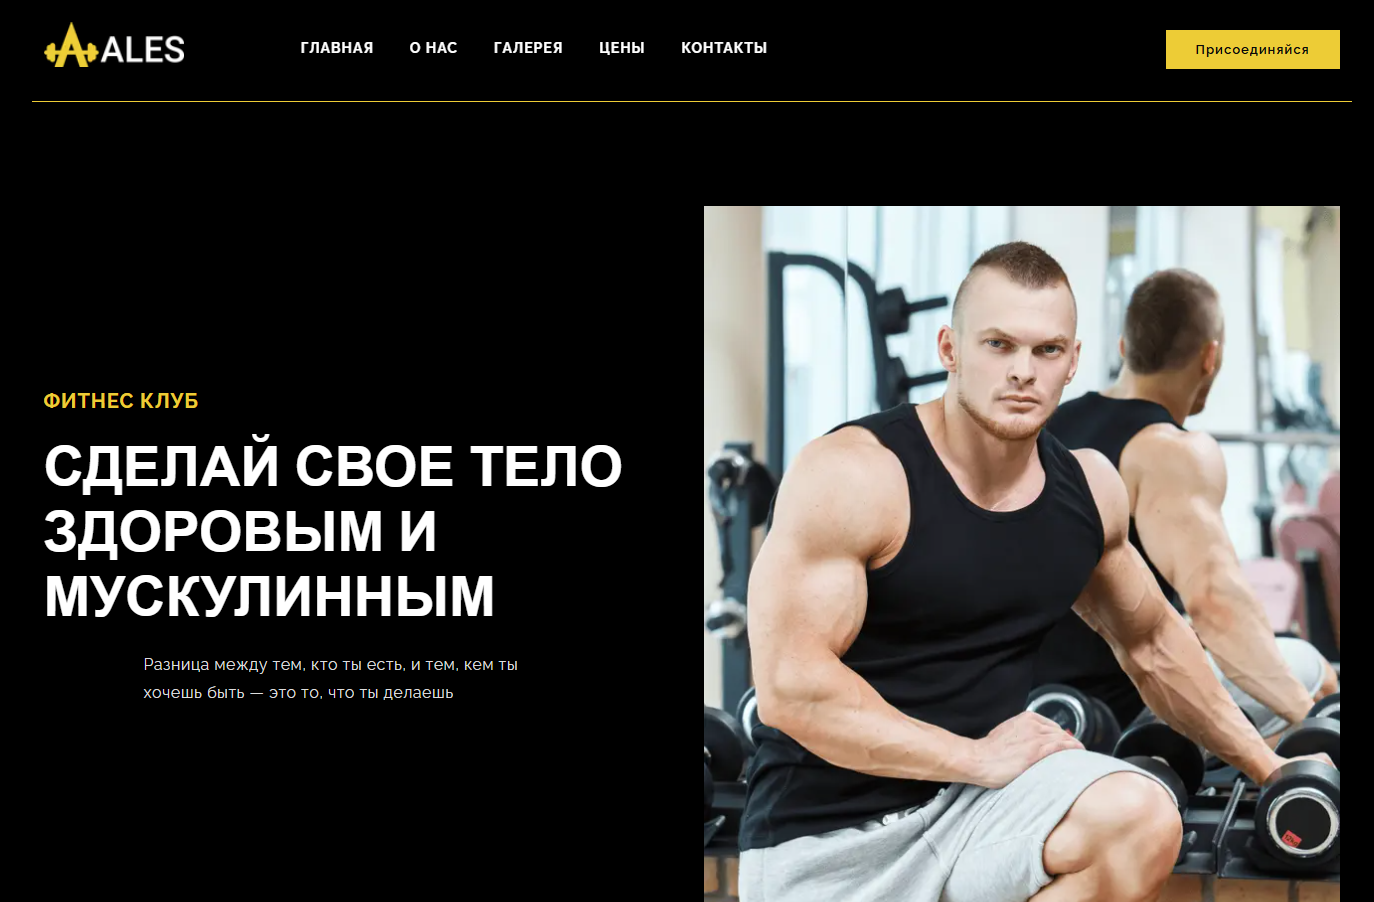 ALES
ГЛАВНАЯ
О НАС
ГАЛЕРЕЯ
ЦЕНЫ
КОНТАКТЫ
Присоединяйся
ФИТНЕС КЛУБ
СДЕЛАЙ СВОЕ ТЕЛО
ЗДОРОВЫМ И
МУСКУЛИННЫМ
Разница между тем, кто ты есть, и тем, кем ты
хочешь быть — это то, что ты делаешь